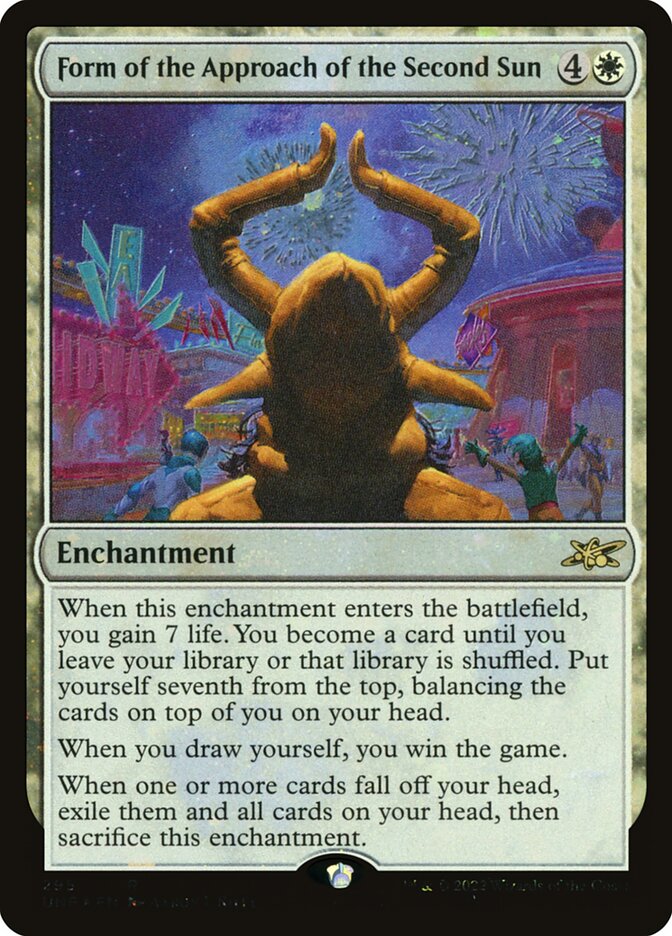 Form of the Approach of the Second Sun 4
Enchantment
When this enchantment enters the battlefield,
you gain 7 life. You become a card until you
leave your library or that library is shuffled. Put
yourself seventh from the top, balancing the
cards on top of you on your head.
When you draw yourself, you win the game.
When one or more cards fall off your head,
exile them and all cards on your head, then
sacrifice this enchantment.
R
Wizards of the Coast